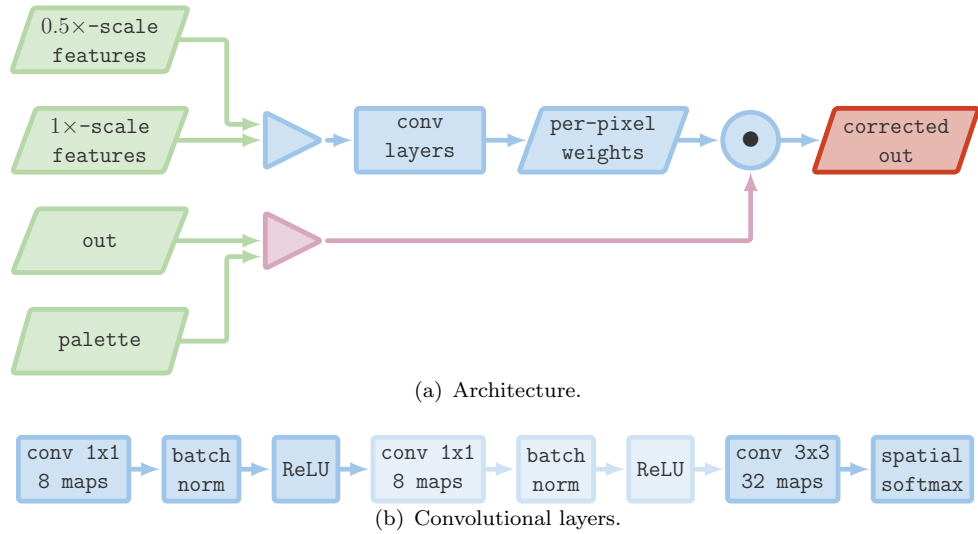 0.5×-scale
features
1×-scale
features
conv
layers
per-pixel
weights
corrected
out
out
palette
(a) Architecture.
conv 1x1
8 maps
batch
norm
ReLU
conv 1x1
8 maps
batch
norm
ReLU
conv 3x3
32 maps
spatial
softmax
(b) Convolutional layers.